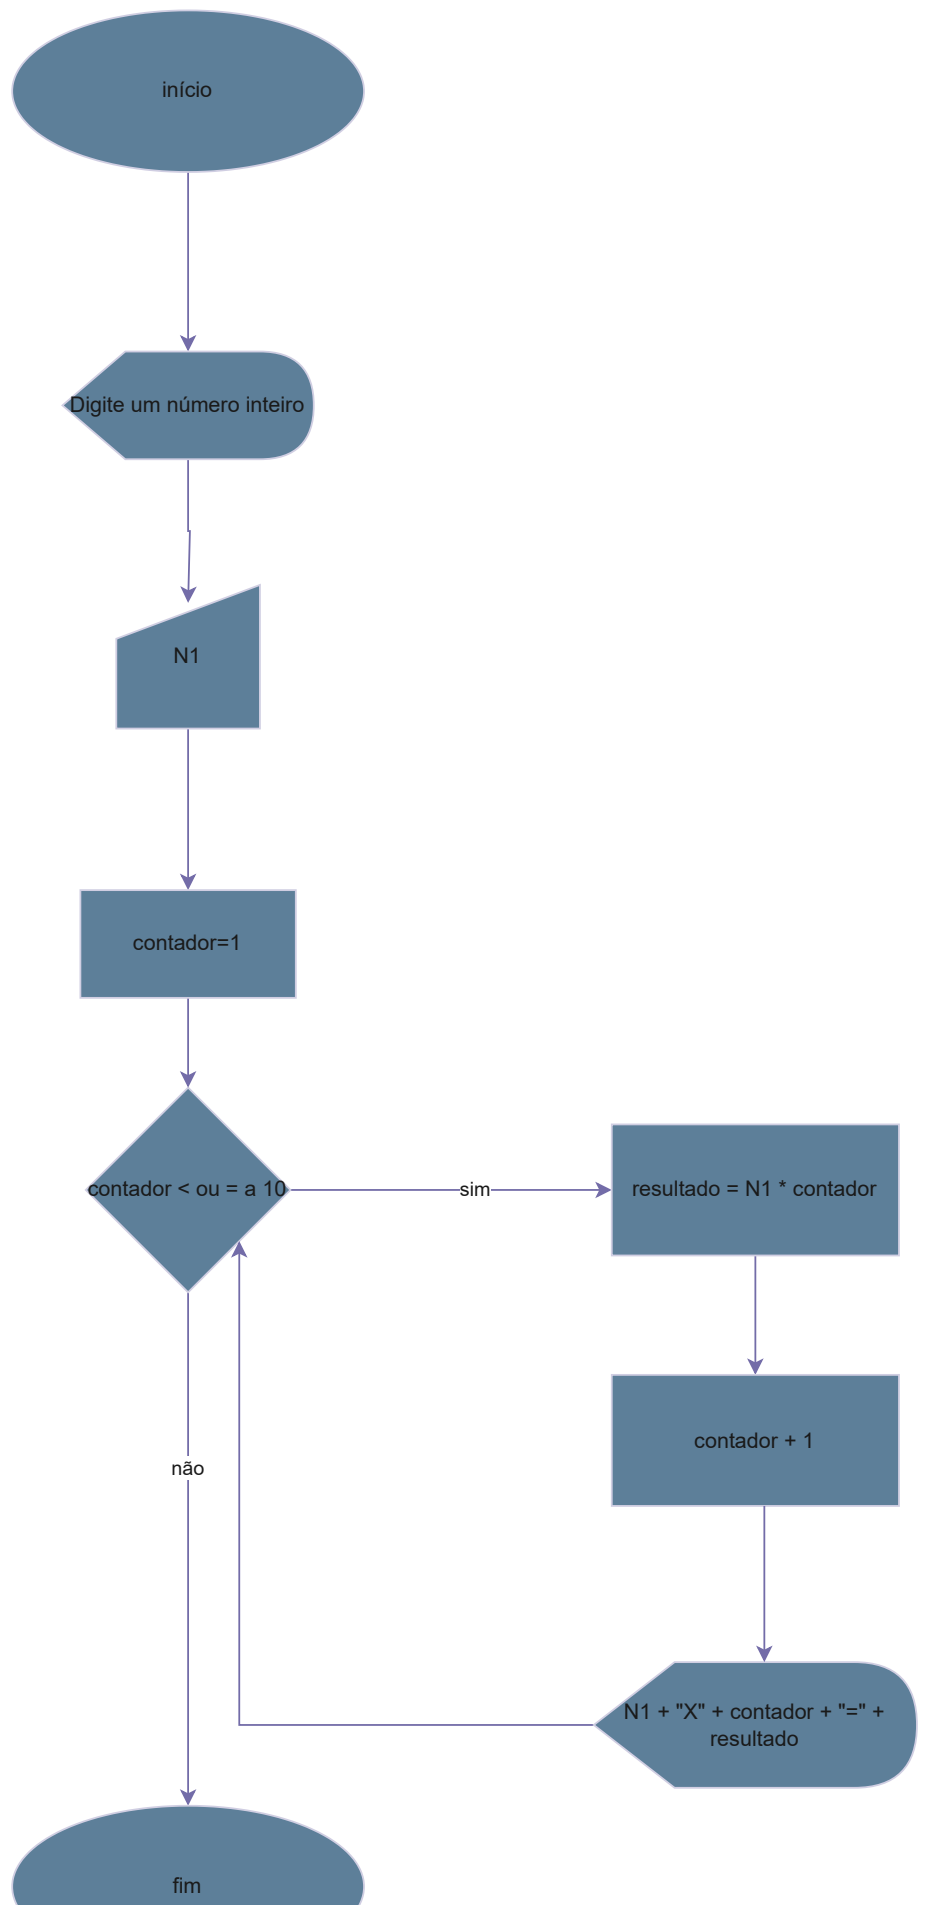 início
Digite um número inteiro
N1
contador=1
contador < ou = a 10
sim
resultado = N1 * contador
contador + 1
não
N1 + "X" + contador + "=" +
resultado
fim